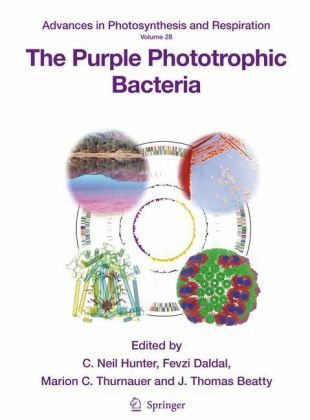 Advances in Photosynthesis and Respiration
Volume 28
The Purple Phototrophic
Bacteria
Edited by
C. Neil Hunter, Fevzi Daldal,
Marion C. Thurnauer and J. Thomas Beatty
Springer